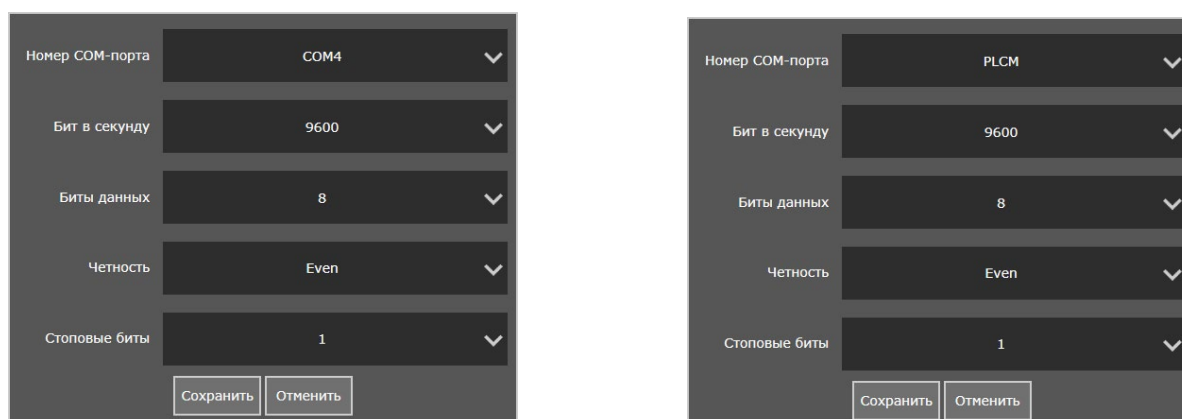 Номер COM-порта COM4
Бит в секунду 9600
Биты данных 8
Четность Even
Стоповые биты 1
Сохранить Отменить
Номер COM-порта PLCM
Бит в секунду 9600
Биты данных 8
Четность Even
Стоповые биты 1
Сохранить Отменить